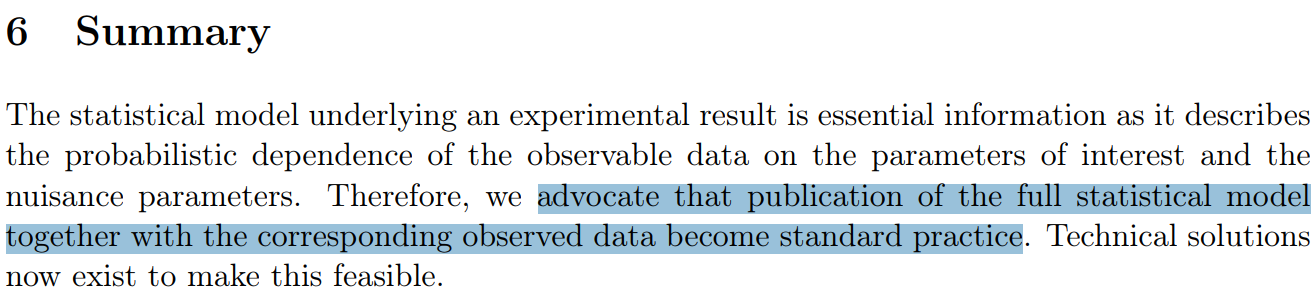 6 Summary
The statistical model underlying an experimental result is essential information as it describes
the probabilistic dependence of the observable data on the parameters of interest and the
nuisance parameters. Therefore, we advocate that publication of the full statistical model
together with the corresponding observed data become standard practice. Technical solutions
now exist to make this feasible.